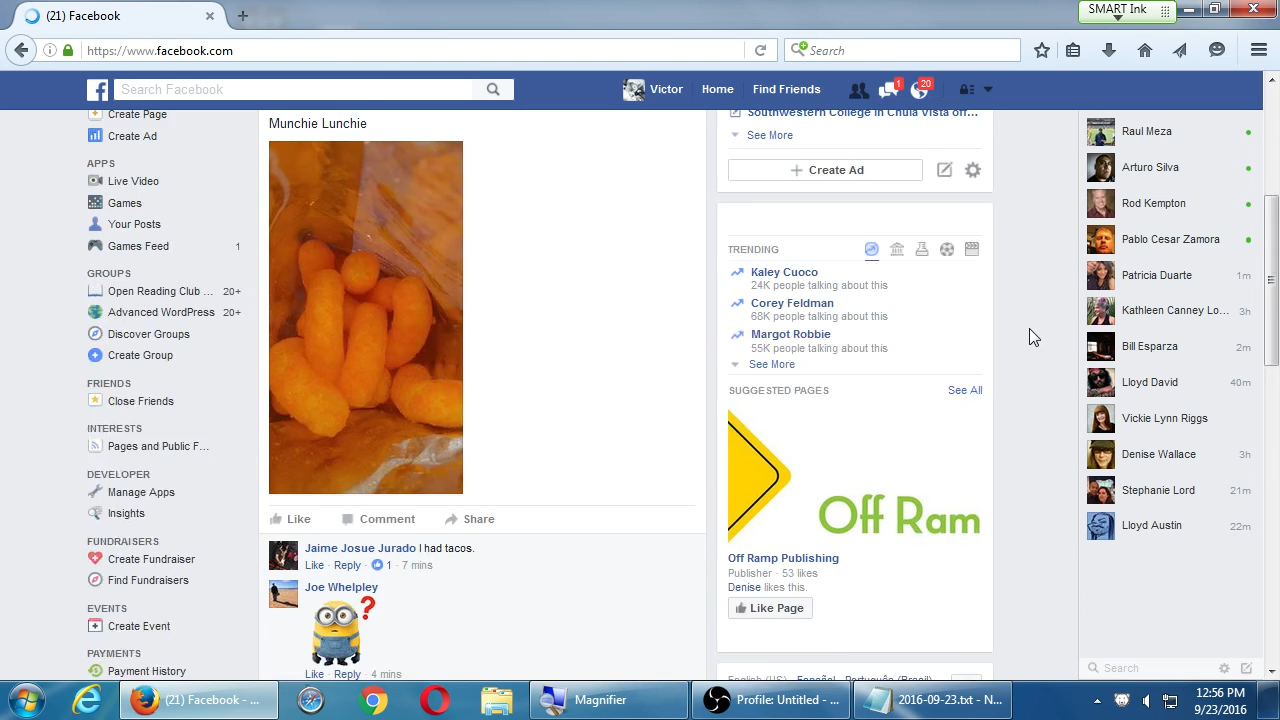 (21) Facebook
SMART Ink
https://www.facebook.com
Search
Search Facebook
Victor
Home
Find Friends
1
20
Create Page
Create Ad
APPS
Live Video
Games
Your Posts
Games Feed 1
GROUPS
Open Reading Club ... 20+
Advanced WordPress 20+
Discover Groups
Create Group
FRIENDS
Close Friends
INTERESTS
Pages and Public F...
DEVELOPER
Manage Apps
Insights
FUNDRAISERS
Create Fundraiser
Find Fundraisers
EVENTS
Create Event
PAYMENTS
Payment History
Munchie Lunchie
Like Comment Share
Jaime Josue Jurado I had tacos.
Like · Reply · 1 · 7 mins
Joe Whelpley
?
Like · Reply · 4 mins
Southwestern College in Chula Vista off...
See More
Create Ad
TRENDING
Kaley Cuoco
24K people talking about this
Corey Feldman
68K people talking about this
Margot Robbie
55K people talking about this
See More
SUGGESTED PAGES See All
Off Ram
Off Ramp Publishing
Publisher · 53 likes
Denise likes this.
Like Page
English (US) · Español · Português (Brasil) ·
Raul Meza
Arturo Silva
Rod Kempton
Pablo Cesar Zamora
Patricia Duarte 1m
Kathleen Canney Lo... 3h
Bill Esparza 2m
Lloyd David 40m
Vickie Lynn Riggs
Denise Wallace 3h
Stephanie Lord 21m
Lloyd Austin 22m
Search
(21) Facebook - ...
Magnifier
Profile: Untitled - ...
2016-09-23.txt - N...
12:56 PM
9/23/2016